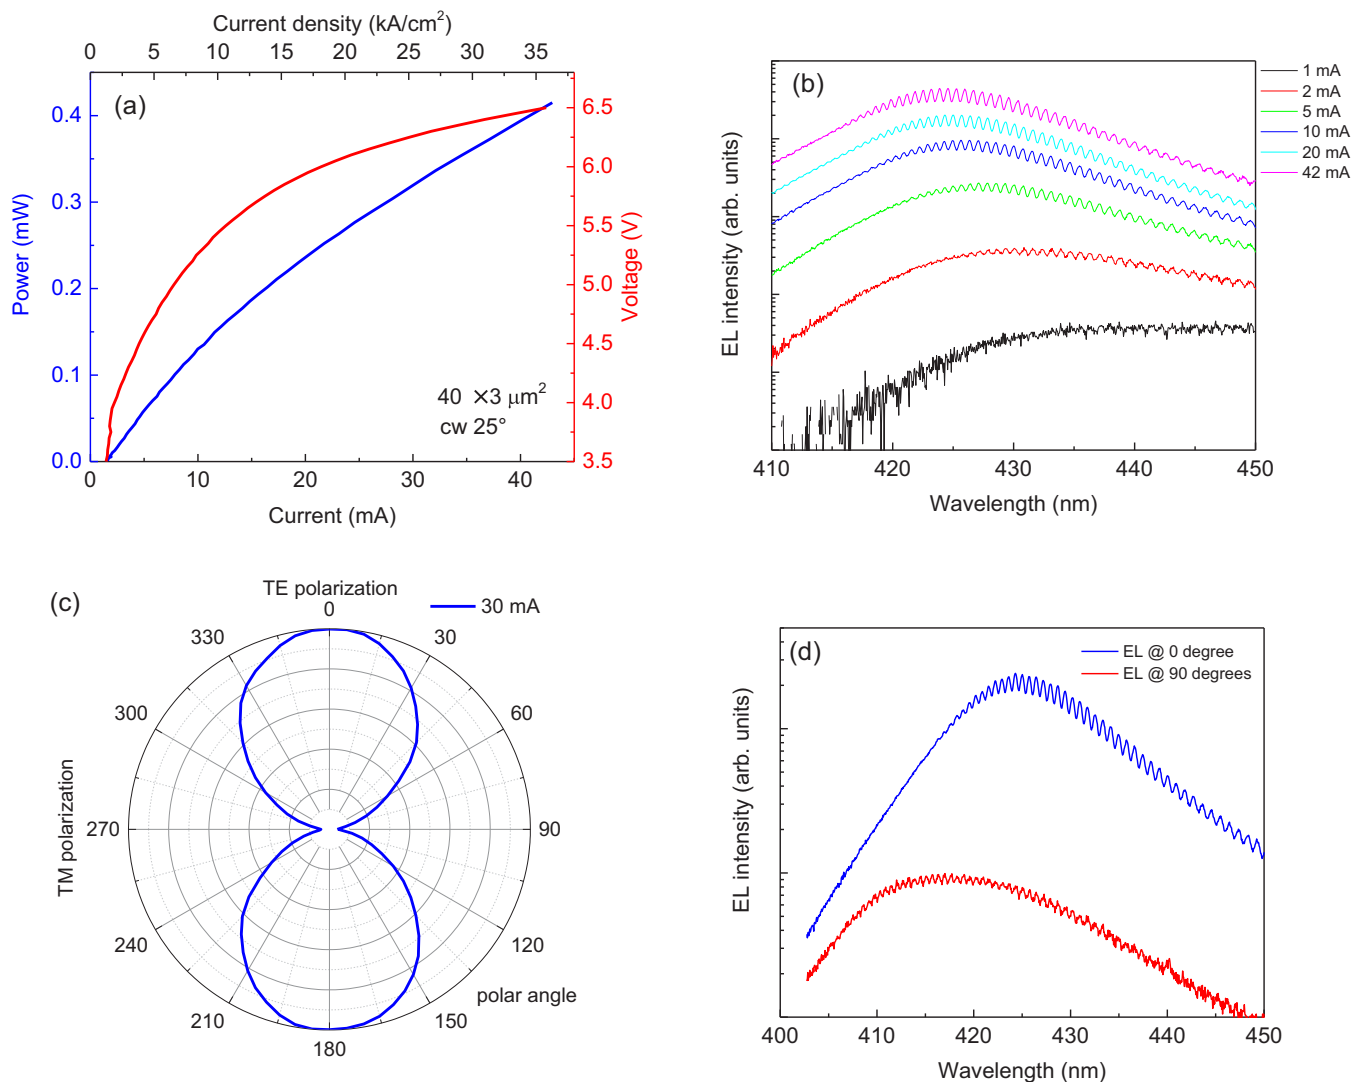 Current density (kA/cm²)
0 5 10 15 20 25 30 35
(a)
Power (mW)
0.4
0.3
0.2
0.1
0.0
6.5
6.0
5.5
5.0
4.5
4.0
3.5
Voltage (V)
40 ×3 μm²
cw 25°
0 10 20 30 40
Current (mA)
(b)
1 mA
2 mA
5 mA
10 mA
20 mA
42 mA
EL intensity (arb. units)
410 420 430 440 450
Wavelength (nm)
(c)
TE polarization
30 mA
0
30
60
90
120
150
180
210
240
270
300
330
TM polarization
polar angle
(d)
EL @ 0 degree
EL @ 90 degrees
EL intensity (arb. units)
400 410 420 430 440 450
Wavelength (nm)